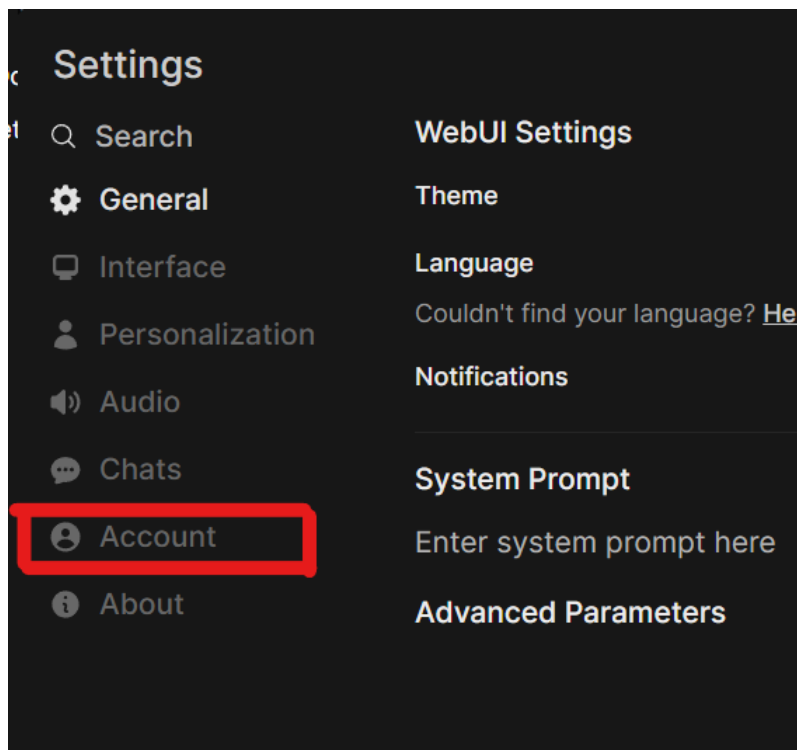 Settings
Search
General
Interface
Personalization
Audio
Chats
Account
About
WebUI Settings
Theme
Language
Couldn't find your language? He
Notifications
System Prompt
Enter system prompt here
Advanced Parameters